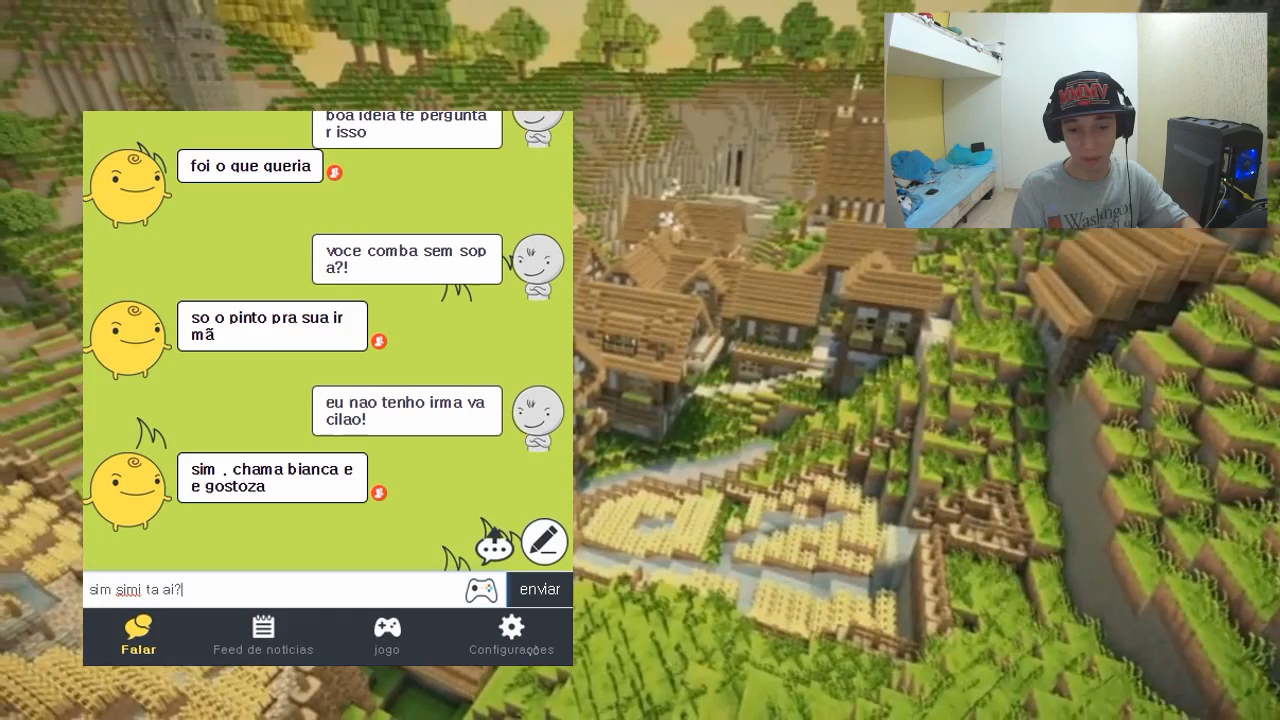 boa ideia te pergunta
r isso
foi o que queria
voce comba sem sop
a?!
so o pinto pra sua ir
mã
eu nao tenho irma va
cilao!
sim , chama bianca e
e gostoza
sim simi ta ai?
enviar
Falar
Feed de notícias
jogo
Configurações
MMMV
Washington